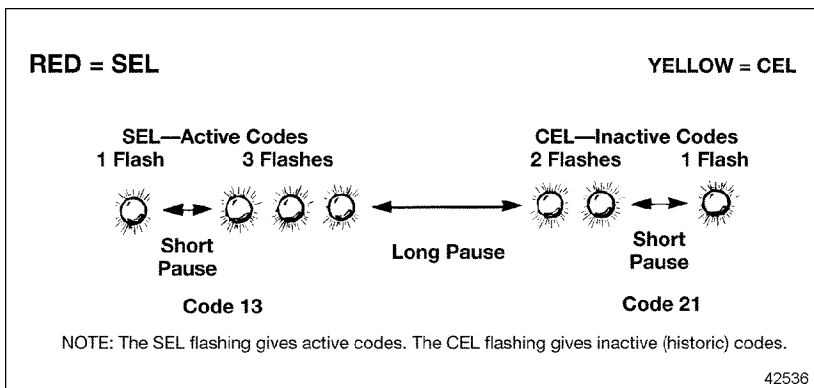 RED = SEL
YELLOW = CEL
SEL—Active Codes
1 Flash
3 Flashes
CEL—Inactive Codes
2 Flashes
1 Flash
Short
Pause
Long Pause
Short
Pause
Code 13
Code 21
NOTE: The SEL flashing gives active codes. The CEL flashing gives inactive (historic) codes.
42536